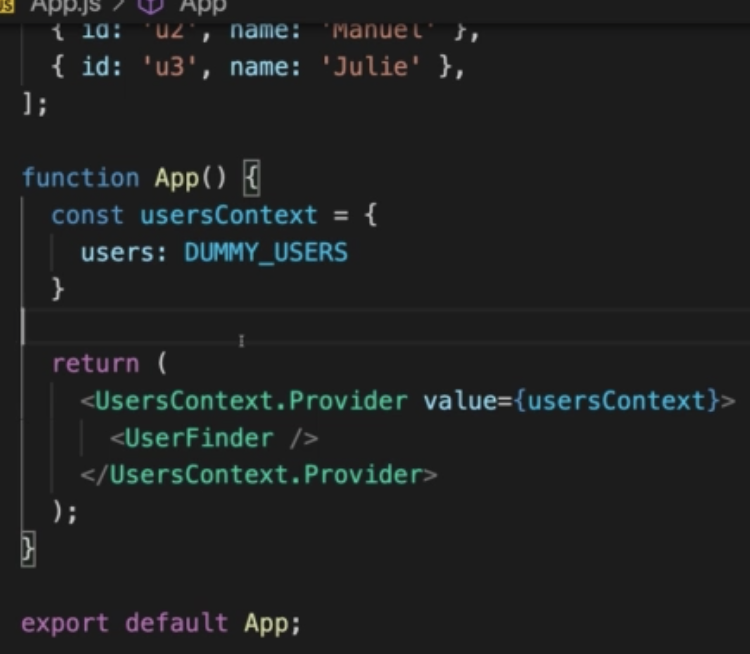 App.js > App
{ id: 'u2', name: 'Manuel' },
{ id: 'u3', name: 'Julie' },
];
function App() {
const usersContext = {
users: DUMMY_USERS
}
return (
<UsersContext.Provider value={usersContext}>
<UserFinder />
</UsersContext.Provider>
);
}
export default App;